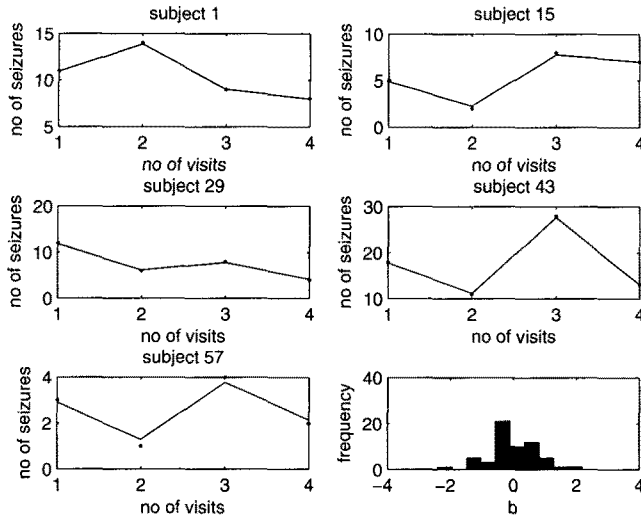 subject 1
15
10
5
no of seizures
1 2 3 4
no of visits
subject 15
10
5
0
no of seizures
1 2 3 4
no of visits
subject 29
20
10
0
no of seizures
1 2 3 4
no of visits
subject 43
30
20
10
no of seizures
1 2 3 4
no of visits
subject 57
4
2
0
no of seizures
1 2 3 4
no of visits
40
20
0
frequency
−4 −2 0 2 4
b